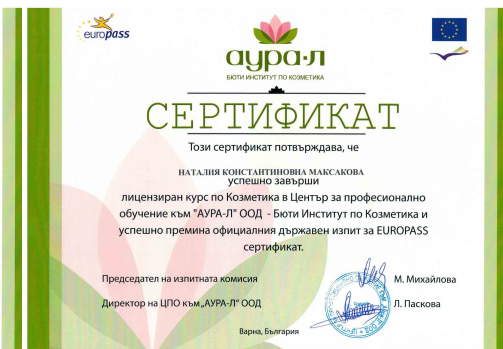 europass
аура-л
БЮТИ ИНСТИТУТ ПО КОЗМЕТИКА
СЕРТИФИКАТ
Този сертификат потвърждава, че
НАТАЛИЯ КОНСТАНТИНОВНА МАКСАКОВА
успешно завърши
лицензиран курс по Козметика в Център за професионално
обучение към "АУРА-Л" ООД - Бюти Институт по Козметика и
успешно премина официалния държавен изпит за EUROPASS
сертификат.
Председател на изпитната комисия М. Михайлова
Директор на ЦПО към „АУРА-Л" ООД Л. Паскова
Варна, България